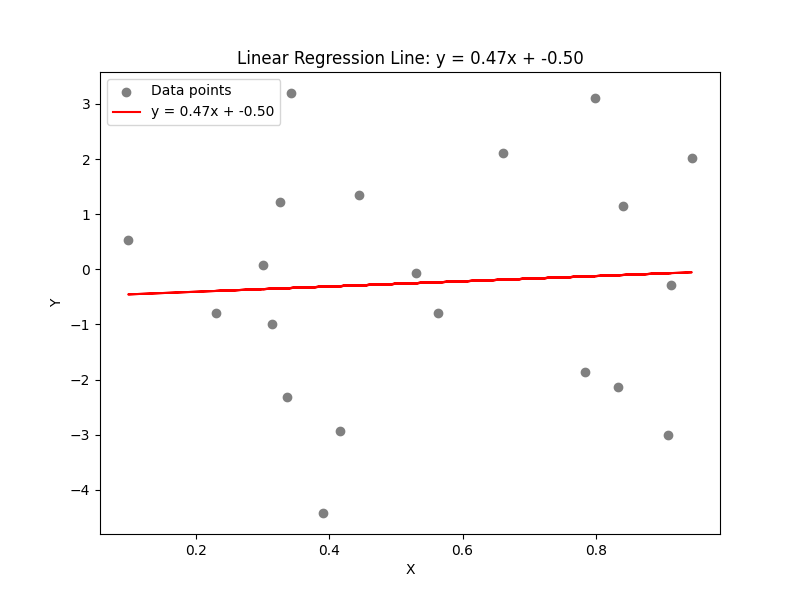 Linear Regression Line: y = 0.47x + -0.50
Data points
y = 0.47x + -0.50
3
2
1
0
−1
−2
−3
−4
Y
0.2 0.4 0.6 0.8
X